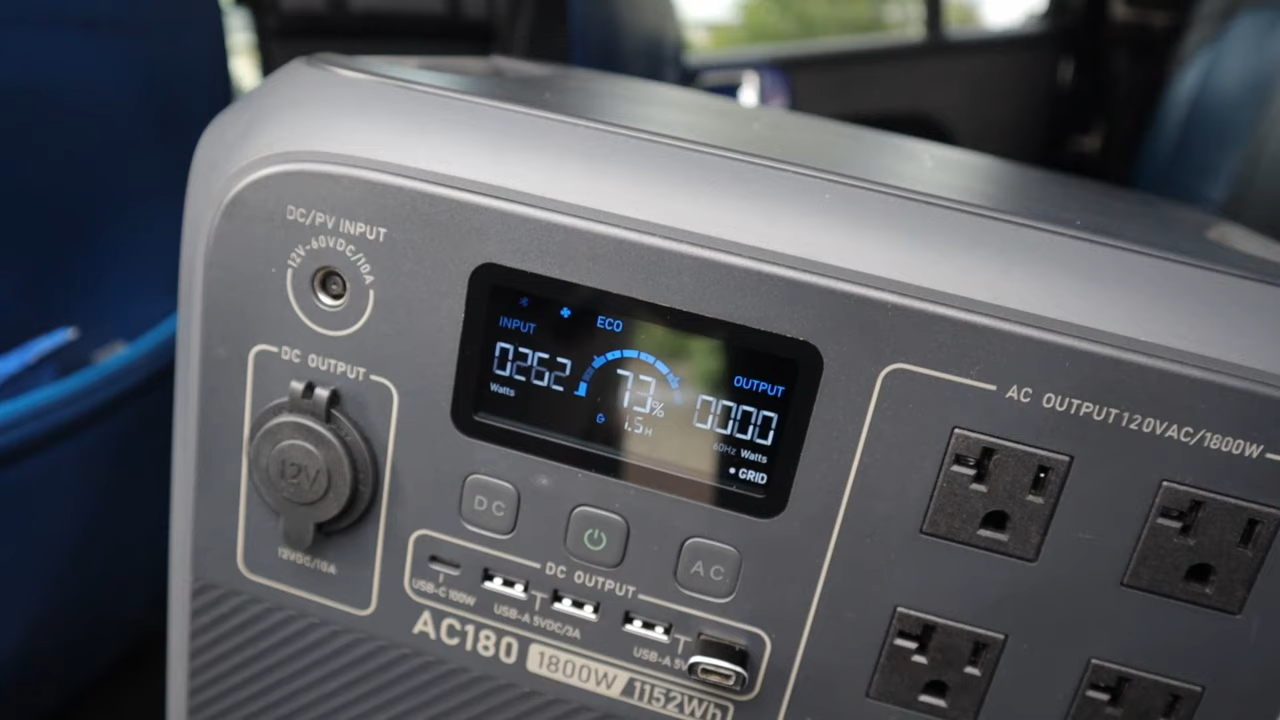 DC/PV INPUT
12V-60VDC/10A
DC OUTPUT
12V
12VDC/10A
ECO
INPUT
0262
Watts
73%
1.5H
OUTPUT
0000
60Hz Watts
GRID
DC
AC
DC OUTPUT
USB-C 100W
USB-A 5VDC/3A
USB-A 5V
AC180
1800W
1152Wh
AC OUTPUT 120VAC/1800W